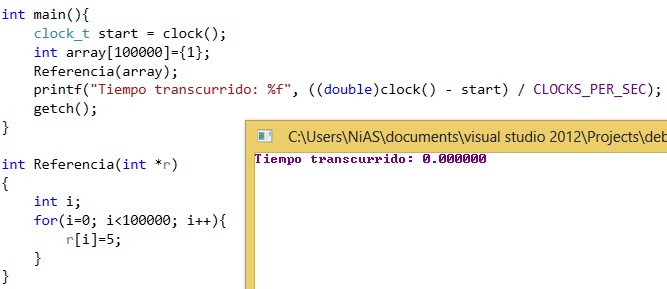 int main(){
clock_t start = clock();
int array[100000]={1};
Referencia(array);
printf("Tiempo transcurrido: %f", ((double)clock() - start) / CLOCKS_PER_SEC);
getch();
}
int Referencia(int *r)
{
int i;
for(i=0; i<100000; i++){
r[i]=5;
}
}
C:\Users\NiAS\documents\visual studio 2012\Projects\deb
Tiempo transcurrido: 0.000000